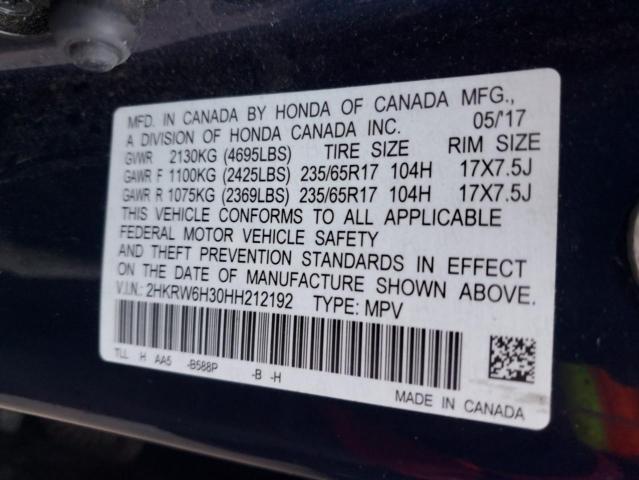 MFD. IN CANADA BY HONDA OF CANADA MFG.,
A DIVISION OF HONDA CANADA INC. 05/'17
GVWR 2130KG (4695LBS) TIRE SIZE RIM SIZE
GAWR F 1100KG (2425LBS) 235/65R17 104H 17X7.5J
GAWR R 1075KG (2369LBS) 235/65R17 104H 17X7.5J
THIS VEHICLE CONFORMS TO ALL APPLICABLE
FEDERAL MOTOR VEHICLE SAFETY
AND THEFT PREVENTION STANDARDS IN EFFECT
ON THE DATE OF MANUFACTURE SHOWN ABOVE.
V.I.N.: 2HKRW6H30HH212192 TYPE: MPV
TLL H AA5 -B588P -B -H
MADE IN CANADA